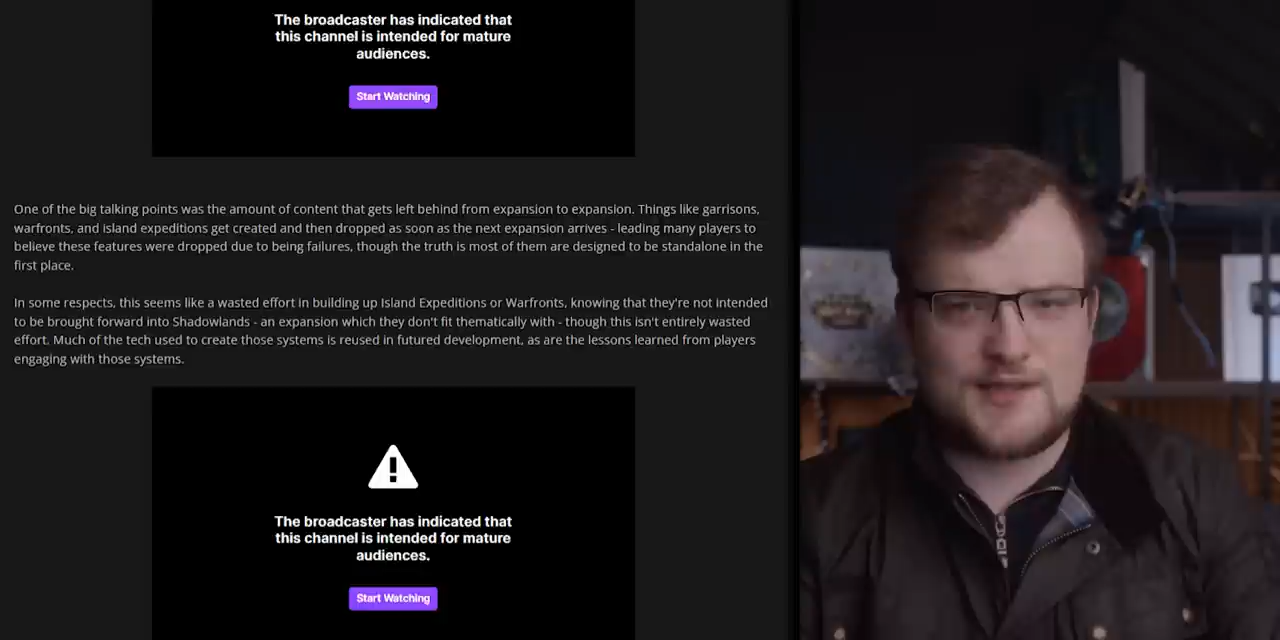 The broadcaster has indicated that
this channel is intended for mature
audiences.
Start Watching
One of the big talking points was the amount of content that gets left behind from expansion to expansion. Things like garrisons,
warfronts, and island expeditions get created and then dropped as soon as the next expansion arrives - leading many players to
believe these features were dropped due to being failures, though the truth is most of them are designed to be standalone in the
first place.
In some respects, this seems like a wasted effort in building up Island Expeditions or Warfronts, knowing that they're not intended
to be brought forward into Shadowlands - an expansion which they don't fit thematically with - though this isn't entirely wasted
effort. Much of the tech used to create those systems is reused in futured development, as are the lessons learned from players
engaging with those systems.
The broadcaster has indicated that
this channel is intended for mature
audiences.
Start Watching